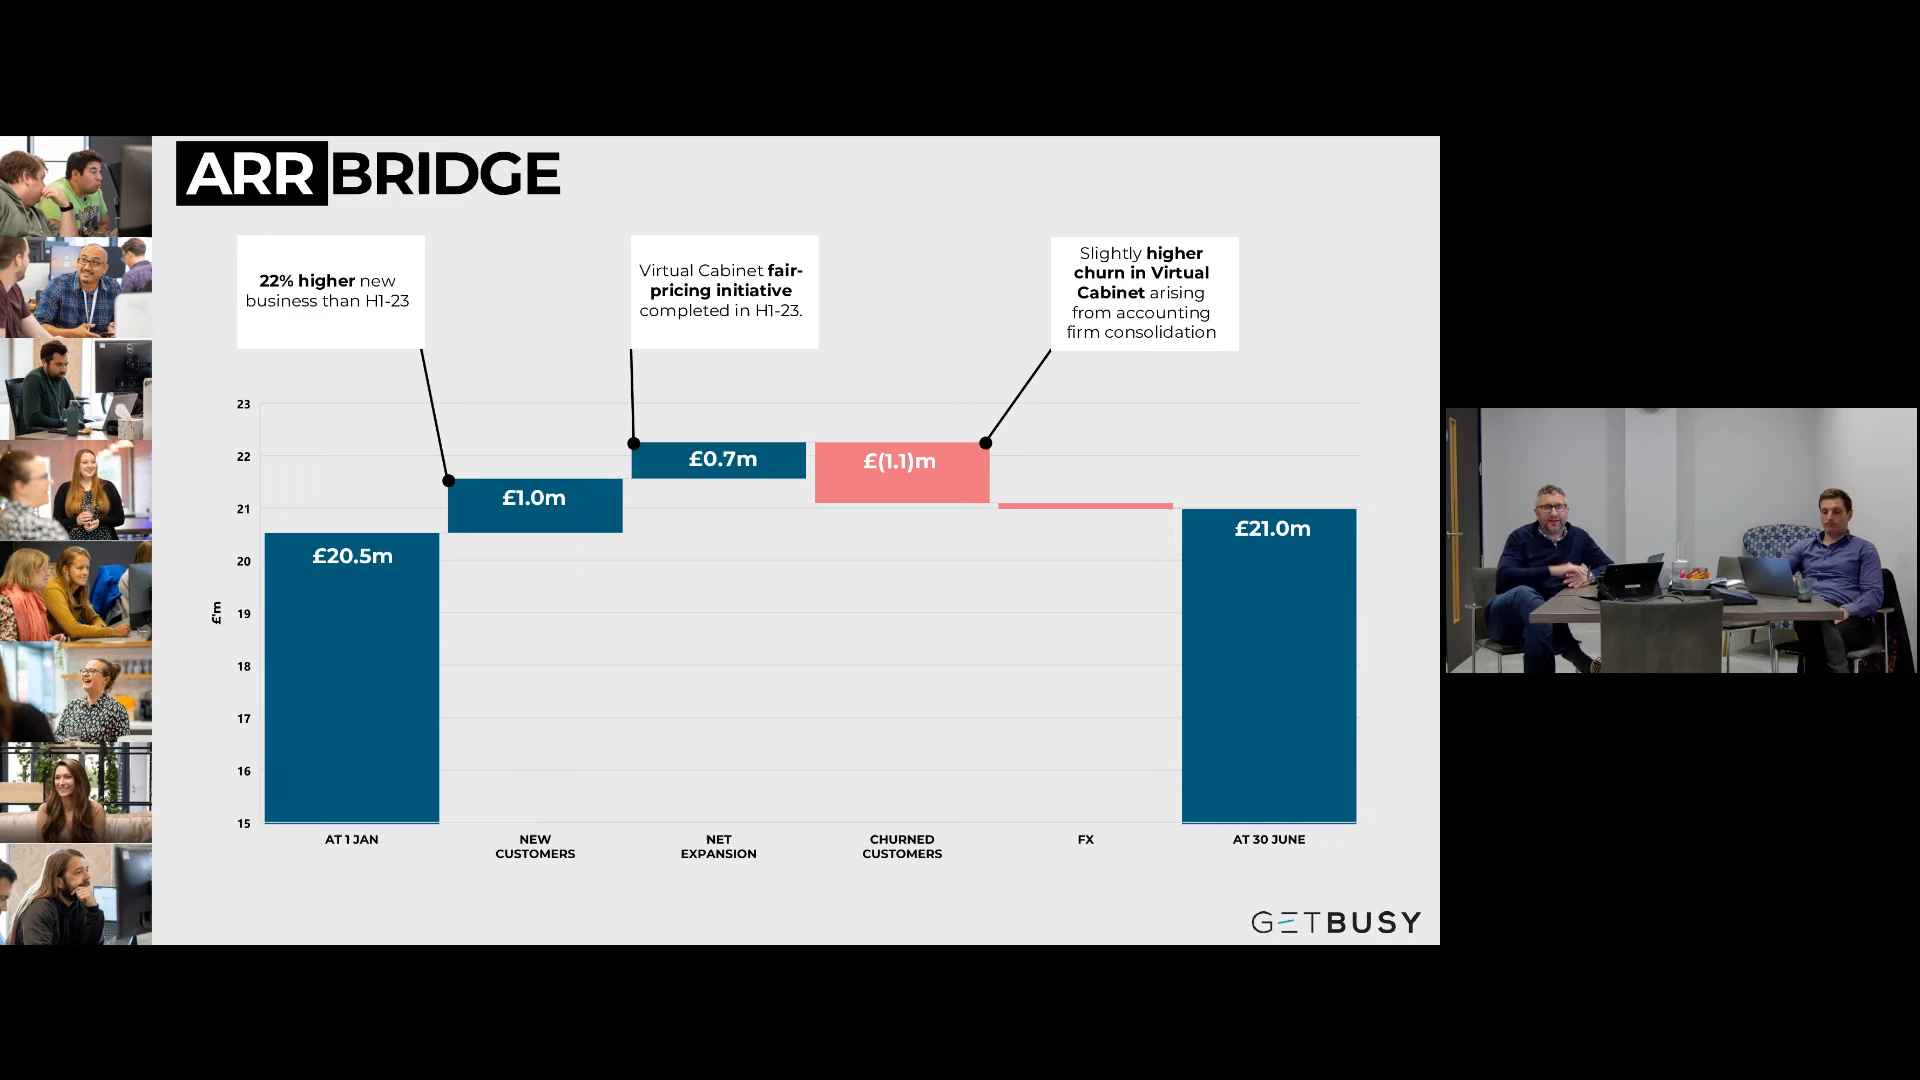 ARR BRIDGE
22% higher new
business than H1-23
Virtual Cabinet fair-
pricing initiative
completed in H1-23.
Slightly higher
churn in Virtual
Cabinet arising
from accounting
firm consolidation
23
22
21
20
19
18
17
16
15
£'m
£20.5m
£1.0m
£0.7m
£(1.1)m
£21.0m
AT 1 JAN
NEW
CUSTOMERS
NET
EXPANSION
CHURNED
CUSTOMERS
FX
AT 30 JUNE
GETBUSY